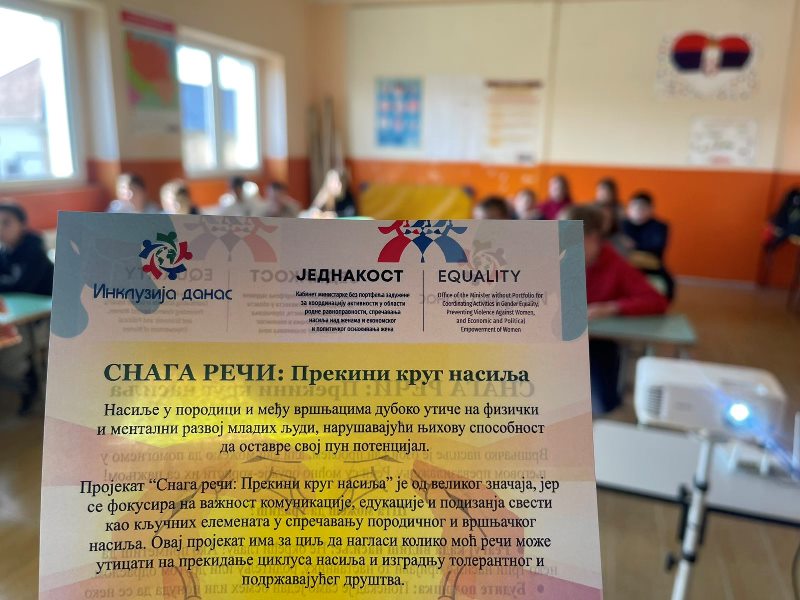 Инклузија данас
ЈЕДНАКОСТ
Кабинет министарке без портфеља задужене
за координацију активности у области
родне равноправности, спречавања
насиља над женама и економског
и политичког оснаживања жена
EQUALITY
Office of the Minister without Portfolio for
Coordinating Activities in Gender Equality,
Preventing Violence Against Women,
and Economic and Political
Empowerment of Women
СНАГА РЕЧИ: Прекини круг насиља
Насиље у породици и међу вршњацима дубоко утиче на физички
и ментални развој младих људи, нарушавајући њихову способност
да оставре свој пун потенцијал.
Пројекат “Снага речи: Прекини круг насиља” је од великог значаја, јер
се фокусира на важност комуникације, едукације и подизања свести
као кључних елемената у спречавању породичног и вршњачког
насиља. Овај пројекат има за циљ да нагласи колико моћ речи може
утицати на прекидање циклуса насиља и изградњу толерантног и
подржавајућег друштва.